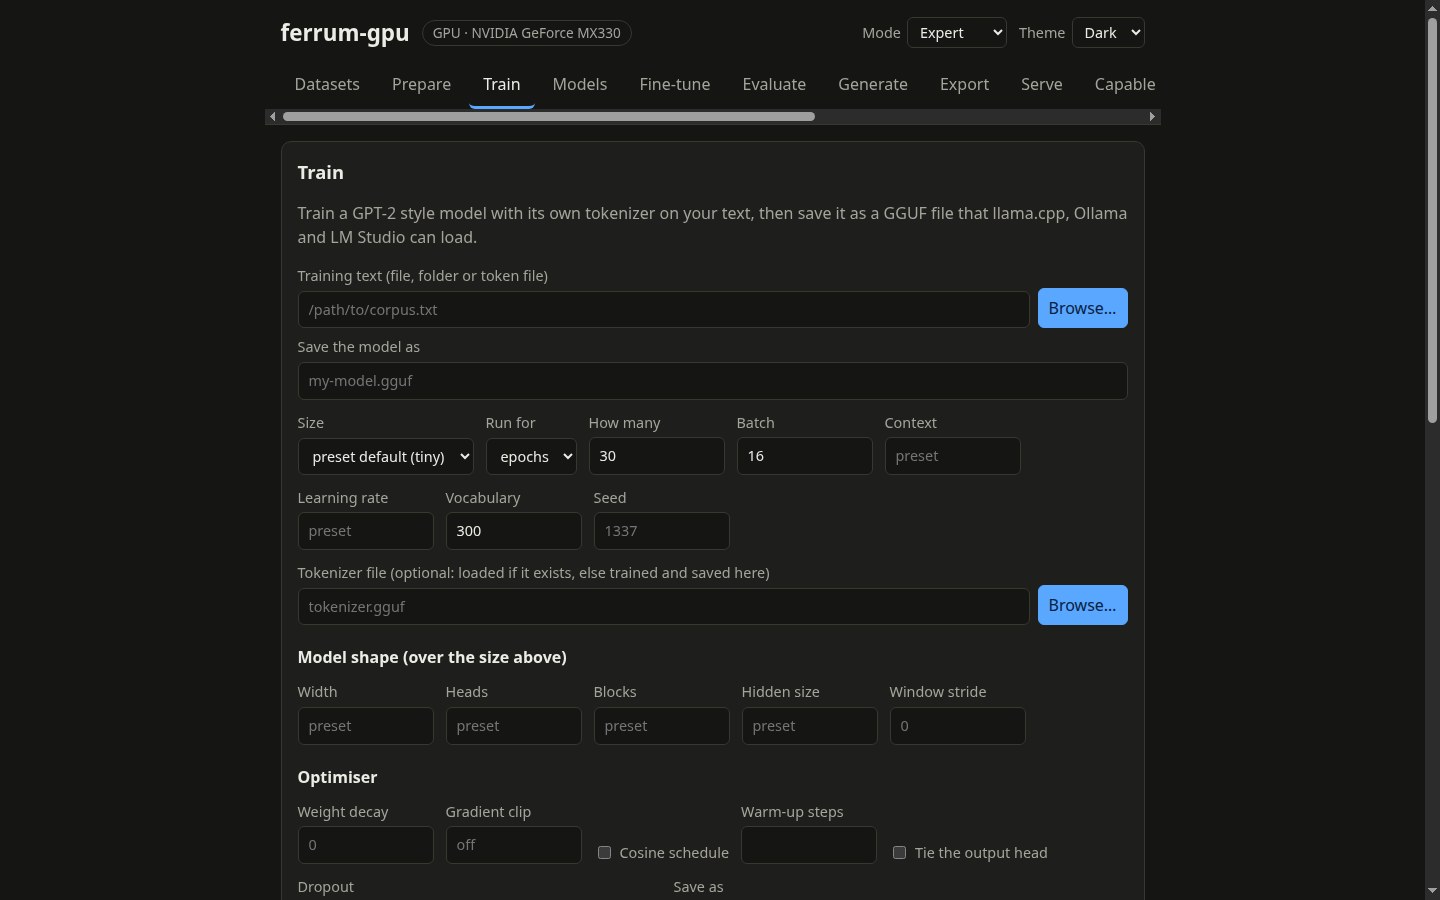 ferrum-gpu
GPU · NVIDIA GeForce MX330
Mode Expert Theme Dark
Datasets Prepare Train Models Fine-tune Evaluate Generate Export Serve Capable
Train
Train a GPT-2 style model with its own tokenizer on your text, then save it as a GGUF file that llama.cpp, Ollama
and LM Studio can load.
Training text (file, folder or token file)
/path/to/corpus.txt Browse...
Save the model as
my-model.gguf
Size Run for How many Batch Context
preset default (tiny) epochs 30 16 preset
Learning rate Vocabulary Seed
preset 300 1337
Tokenizer file (optional: loaded if it exists, else trained and saved here)
tokenizer.gguf Browse...
Model shape (over the size above)
Width Heads Blocks Hidden size Window stride
preset preset preset preset 0
Optimiser
Weight decay Gradient clip Warm-up steps
0 off Cosine schedule Tie the output head
Dropout Save as